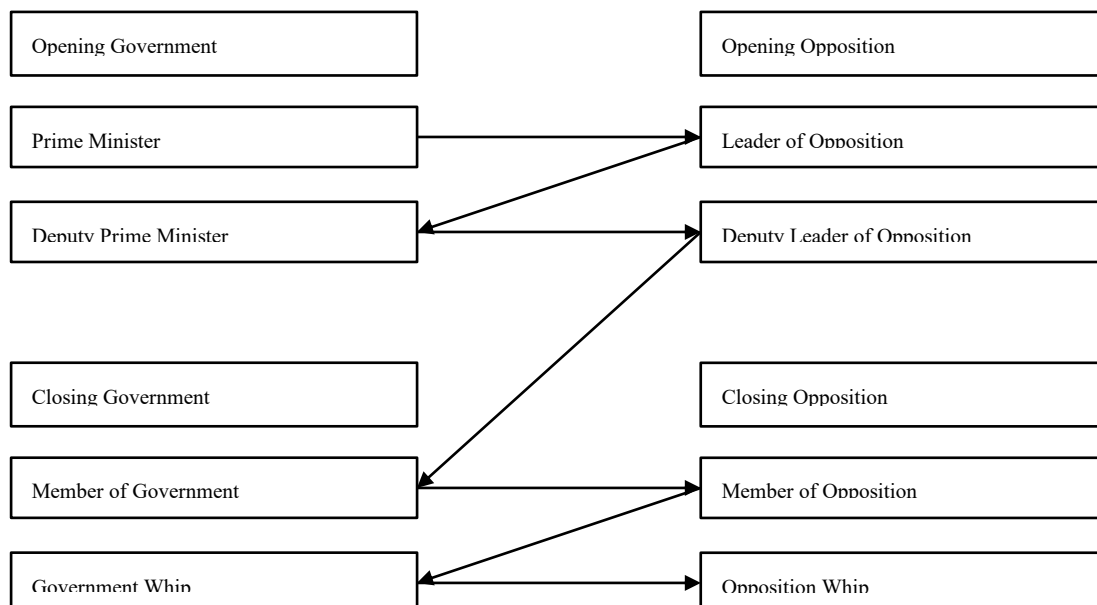 Opening Government
Opening Opposition
Prime Minister
Leader of Opposition
Deputy Prime Minister
Deputy Leader of Opposition
Closing Government
Closing Opposition
Member of Government
Member of Opposition
Government Whip
Opposition Whip